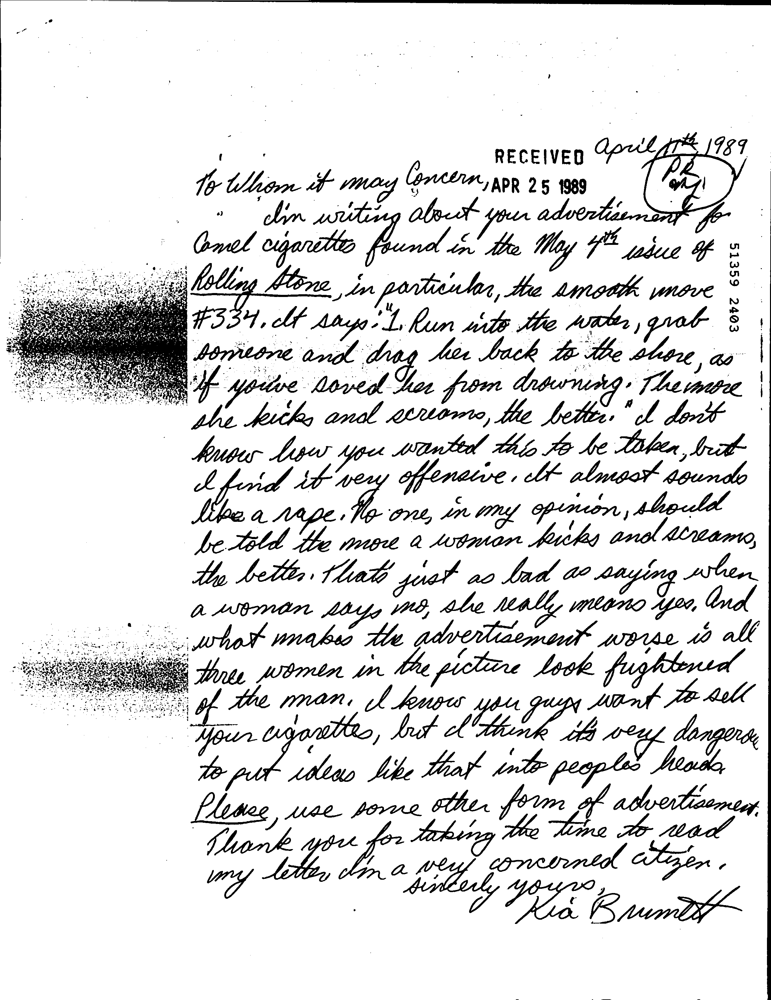 April 11th 1989
RECEIVED
APR 25 1989
P.R.
To Whom it may Concern,
I'm writing about your advertisement for
Camel cigarettes found in the May 4th issue of
Rolling Stone, in particular, the smooth move
#334. It says: "1. Run into the water, grab
someone and drag her back to the shore, as
if you've saved her from drowning. The more
she kicks and screams, the better." I don't
know how you wanted this to be taken, but
I find it very offensive. It almost sounds
like a rape. No one, in my opinion, should
be told the more a woman kicks and screams,
the better. That's just as bad as saying when
a woman says no, she really means yes. And
what makes the advertisement worse is all
three women in the picture look frightened
of the man. I know you guys want to sell
your cigarettes, but I think it's very dangerous
to put ideas like that into people's heads.
Please, use some other form of advertisement.
Thank you for taking the time to read
my letter. I'm a very concerned citizen.
Sincerly yours,
Kia Brumett
51359 2403